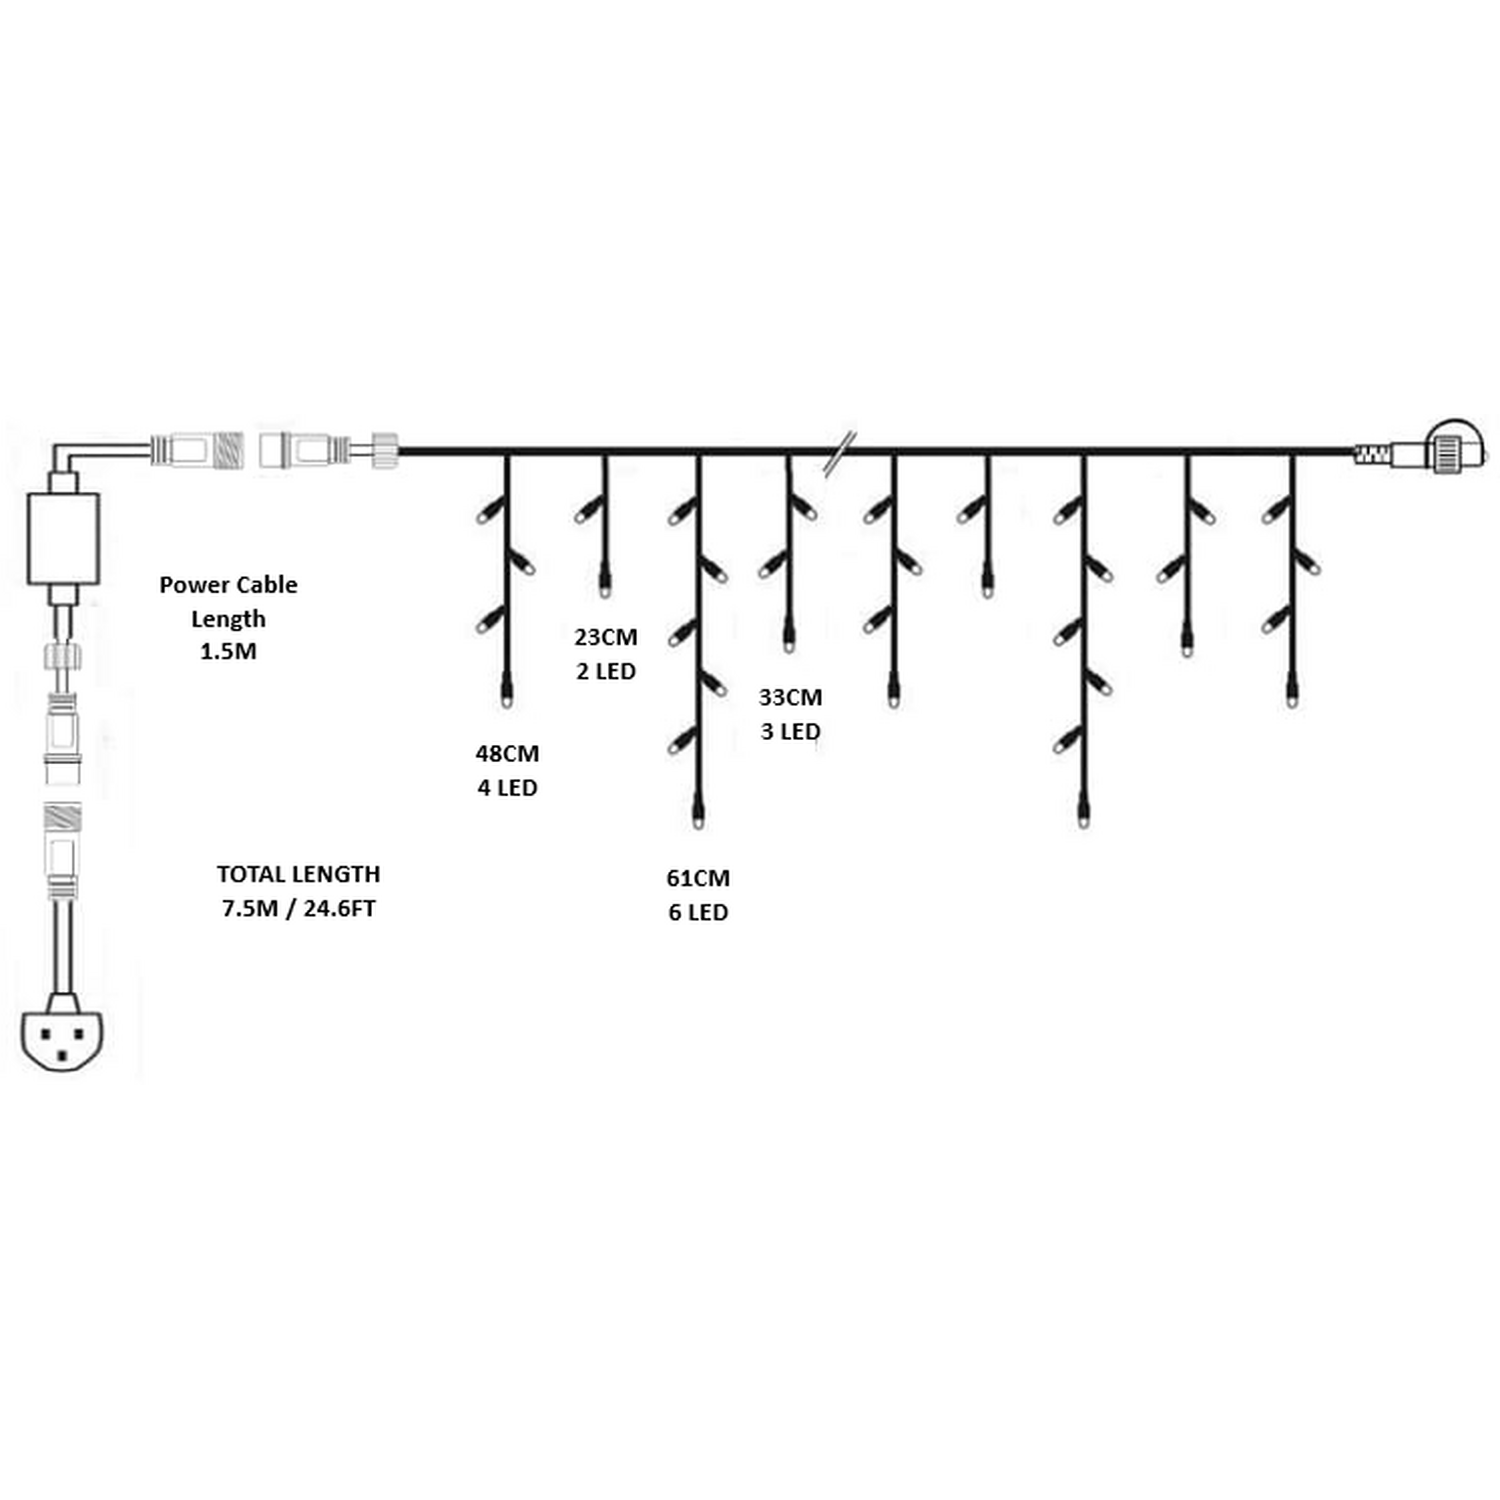 Power Cable
Length
1.5M
23CM
2 LED
33CM
3 LED
48CM
4 LED
61CM
6 LED
TOTAL LENGTH
7.5M / 24.6FT